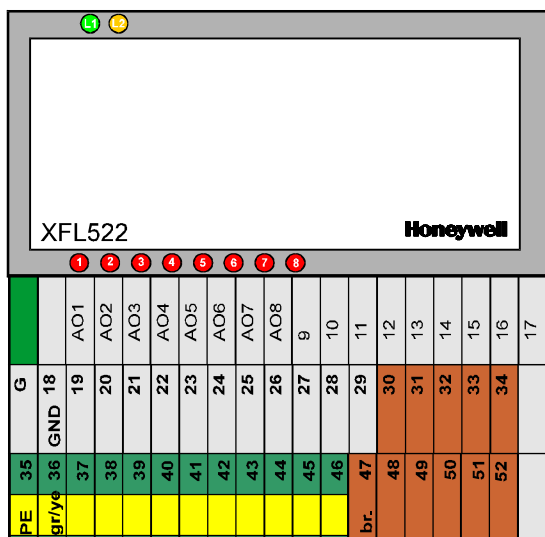 L1 L2
XFL522 Honeywell
1 2 3 4 5 6 7 8
AO1 AO2 AO3 AO4 AO5 AO6 AO7 AO8 9 10 11 12 13 14 15 16 17
G 18 19 20 21 22 23 24 25 26 27 28 29 30 31 32 33 34
GND
35 36 37 38 39 40 41 42 43 44 45 46 47 48 49 50 51 52
PE gr/ye br.